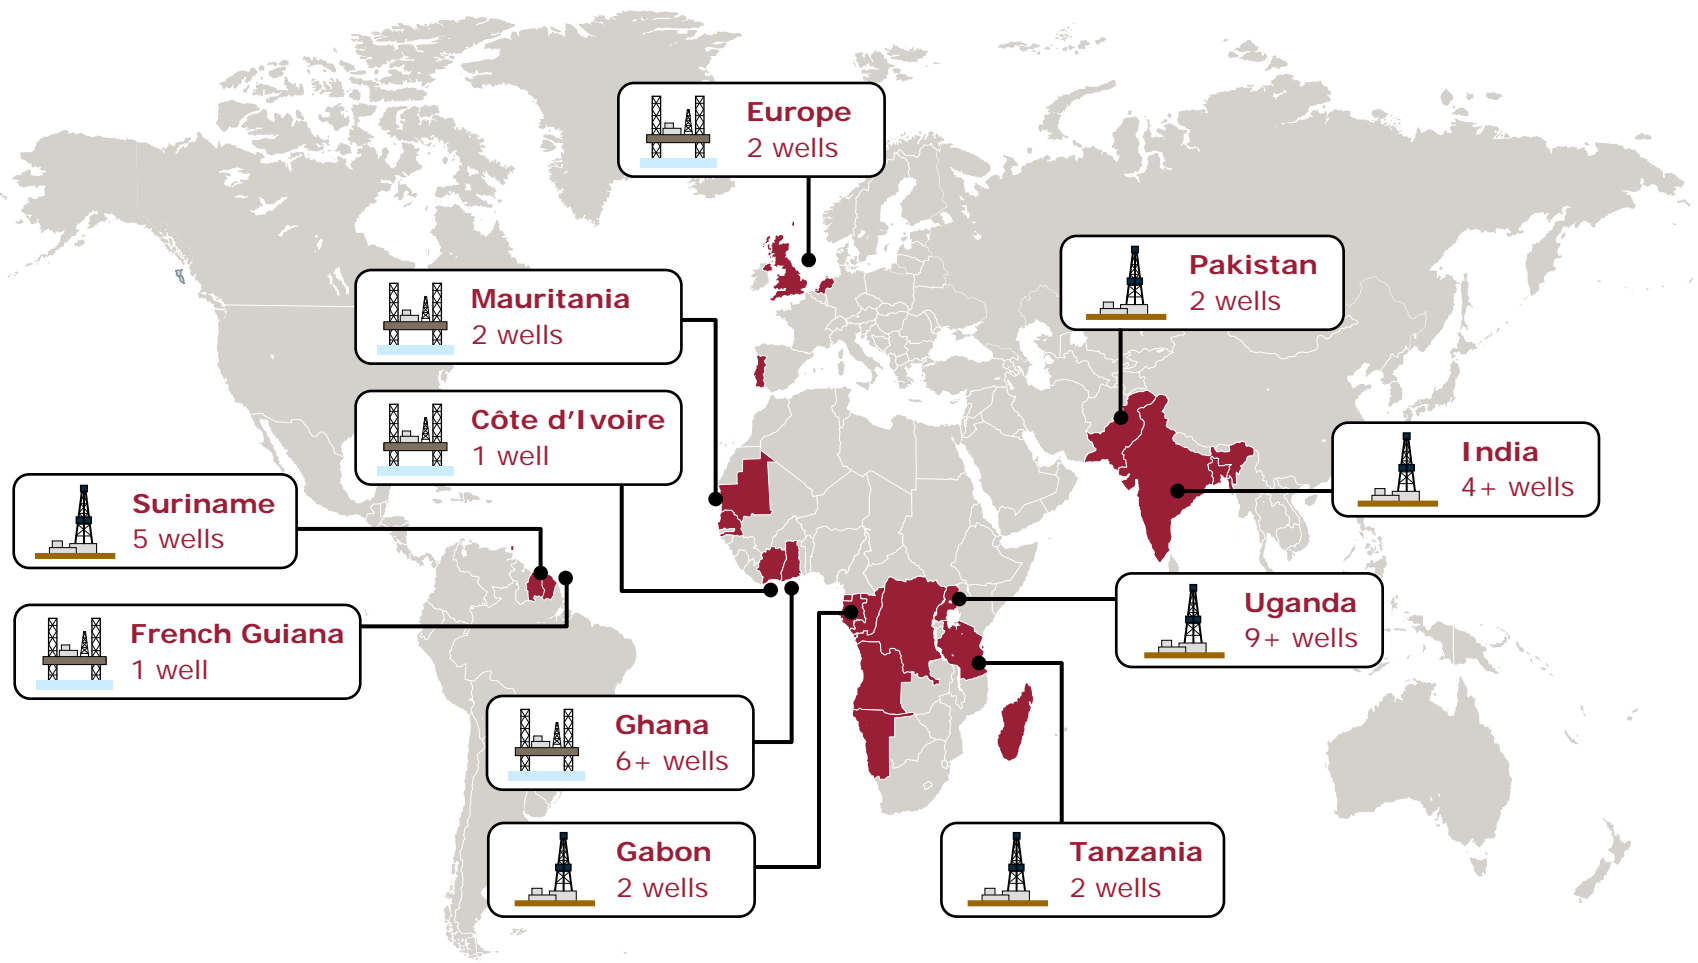 Europe
2 wells
Pakistan
2 wells
Mauritania
2 wells
Côte d'Ivoire
1 well
India
4+ wells
Suriname
5 wells
Uganda
9+ wells
French Guiana
1 well
Ghana
6+ wells
Gabon
2 wells
Tanzania
2 wells